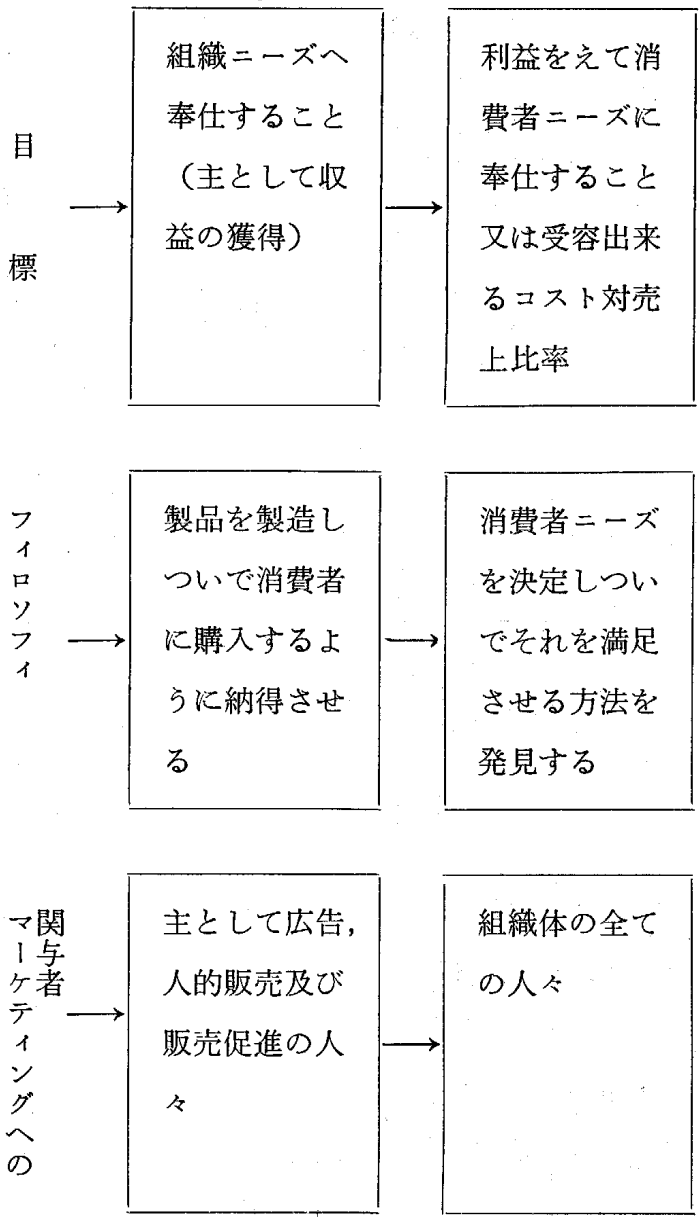 目標
組織ニーズへ
奉仕すること
(主として収
益の獲得)
利益をえて消
費者ニーズに
奉仕すること
又は受容出来
るコスト対売
上比率
フィロソフィ
製品を製造し
ついで消費者
に購入するよ
うに納得させ
る
消費者ニーズ
を決定しつい
でそれを満足
させる方法を
発見する
マーケティングへの
関与者
主として広告,
人的販売及び
販売促進の人
々
組織体の全て
の人々